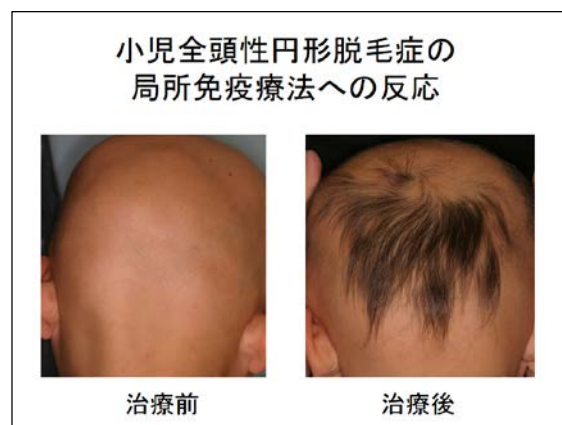 小児全頭性円形脱毛症の
局所免疫療法への反応
治療前
治療後